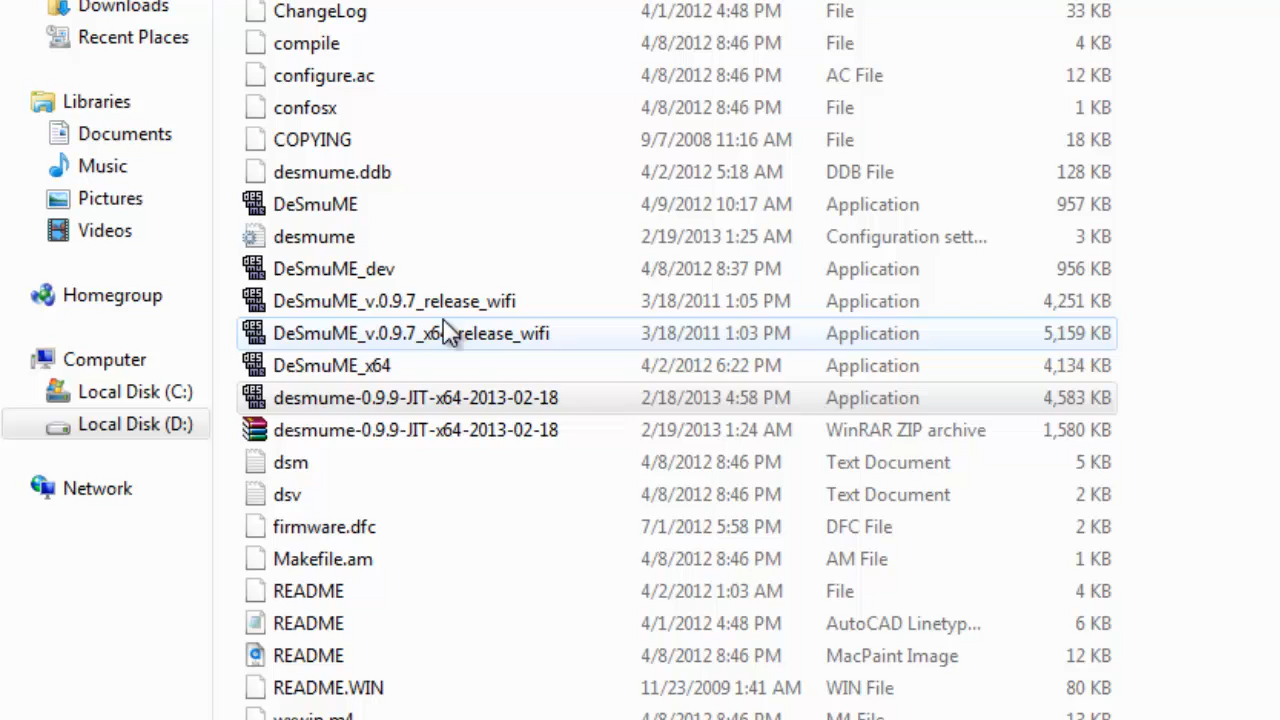 Downloads
Recent Places
Libraries
Documents
Music
Pictures
Videos
Homegroup
Computer
Local Disk (C:)
Local Disk (D:)
Network
ChangeLog 4/1/2012 4:48 PM File 33 KB
compile 4/8/2012 8:46 PM File 4 KB
configure.ac 4/8/2012 8:46 PM AC File 12 KB
confosx 4/8/2012 8:46 PM File 1 KB
COPYING 9/7/2008 11:16 AM File 18 KB
desmume.ddb 4/2/2012 5:18 AM DDB File 128 KB
DeSmuME 4/9/2012 10:17 AM Application 957 KB
desmume 2/19/2013 1:25 AM Configuration sett... 3 KB
DeSmuME_dev 4/8/2012 8:37 PM Application 956 KB
DeSmuME_v.0.9.7_release_wifi 3/18/2011 1:05 PM Application 4,251 KB
DeSmuME_v.0.9.7_x64_release_wifi 3/18/2011 1:03 PM Application 5,159 KB
DeSmuME_x64 4/2/2012 6:22 PM Application 4,134 KB
desmume-0.9.9-JIT-x64-2013-02-18 2/18/2013 4:58 PM Application 4,583 KB
desmume-0.9.9-JIT-x64-2013-02-18 2/19/2013 1:24 AM WinRAR ZIP archive 1,580 KB
dsm 4/8/2012 8:46 PM Text Document 5 KB
dsv 4/8/2012 8:46 PM Text Document 2 KB
firmware.dfc 7/1/2012 5:58 PM DFC File 2 KB
Makefile.am 4/8/2012 8:46 PM AM File 1 KB
README 4/2/2012 1:03 AM File 4 KB
README 4/1/2012 4:48 PM AutoCAD Linetyp... 6 KB
README 4/8/2012 8:46 PM MacPaint Image 12 KB
README.WIN 11/23/2009 1:41 AM WIN File 80 KB
4/8/2012 8:46 PM M4 File 13 KB